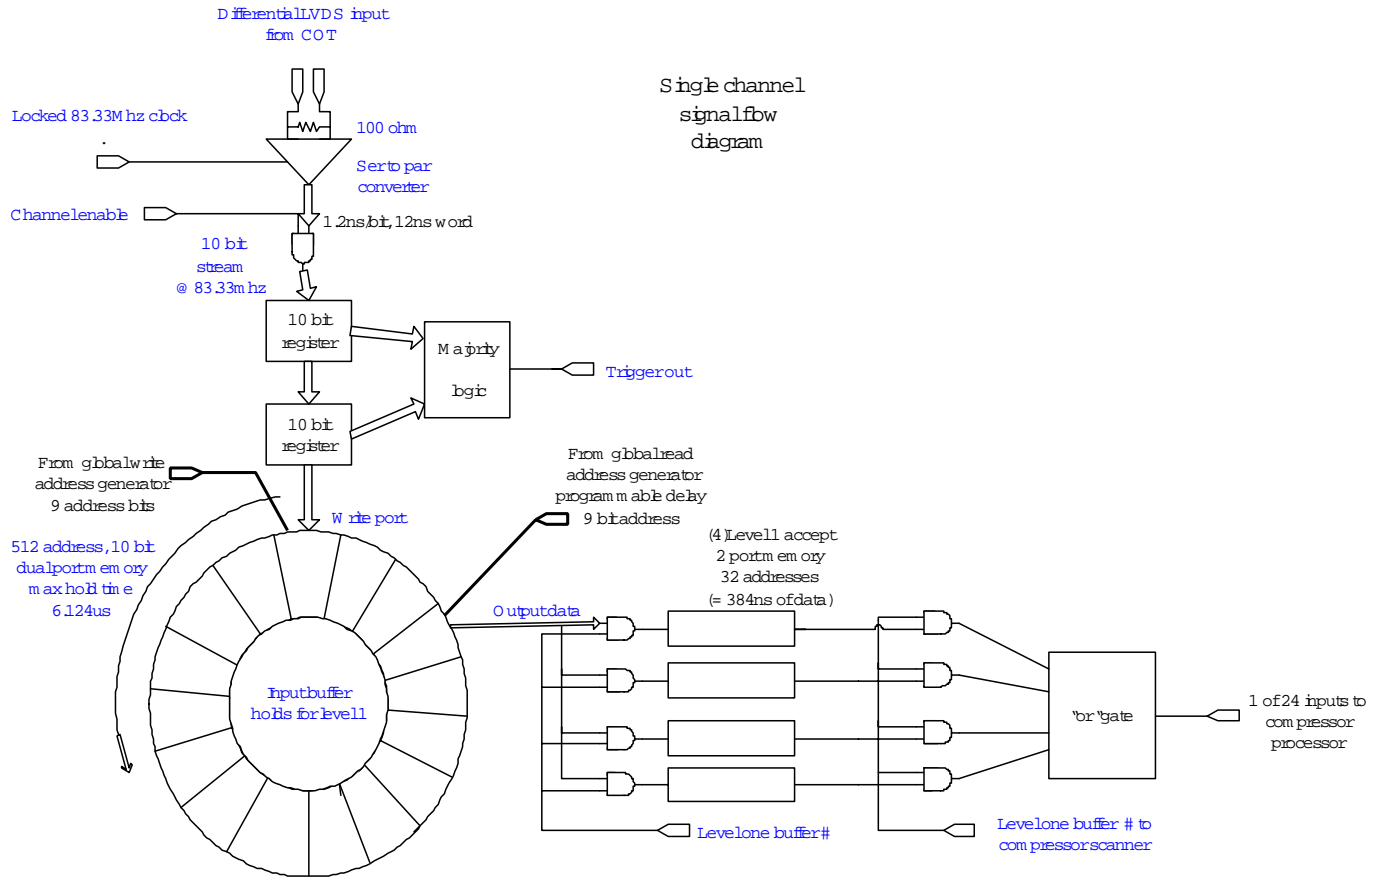 Differential LVDS input
from COT
Single channel
signal flow
diagram
Locked 83.33Mhz clock
100 ohm
Ser to par
converter
Channel enable
1.2ns/bit, 12ns word
10 bit
stream
@ 83.33mhz
10 bit
register
Majority
logic
Trigger out
10 bit
register
From global write
address generator
9 address bits
From global read
address generator
programmable delay
9 bit address
Write port
512 address, 10 bit
dual port memory
max hold time
6.124us
(4) Level1 accept
2 port memory
32 addresses
(= 384ns of data)
Output data
Input buffer
holds for level1
"or" gate
1 of 24 inputs to
compressor
processor
Level one buffer #
Level one buffer # to
compressor scanner